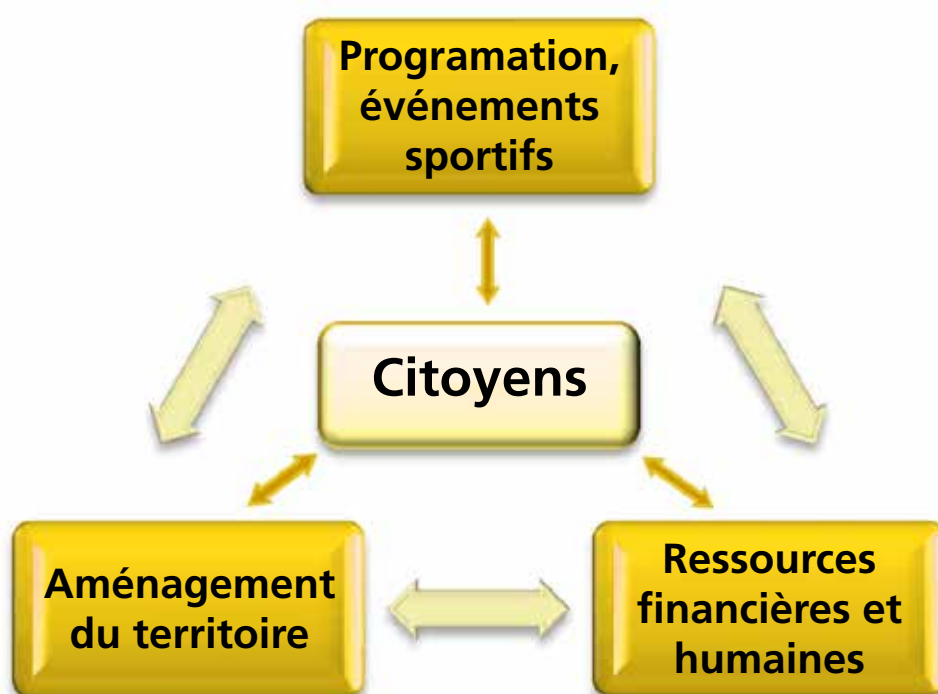 Programation,
événements
sportifs
Citoyens
Aménagement
du territoire
Ressources
financières et
humaines